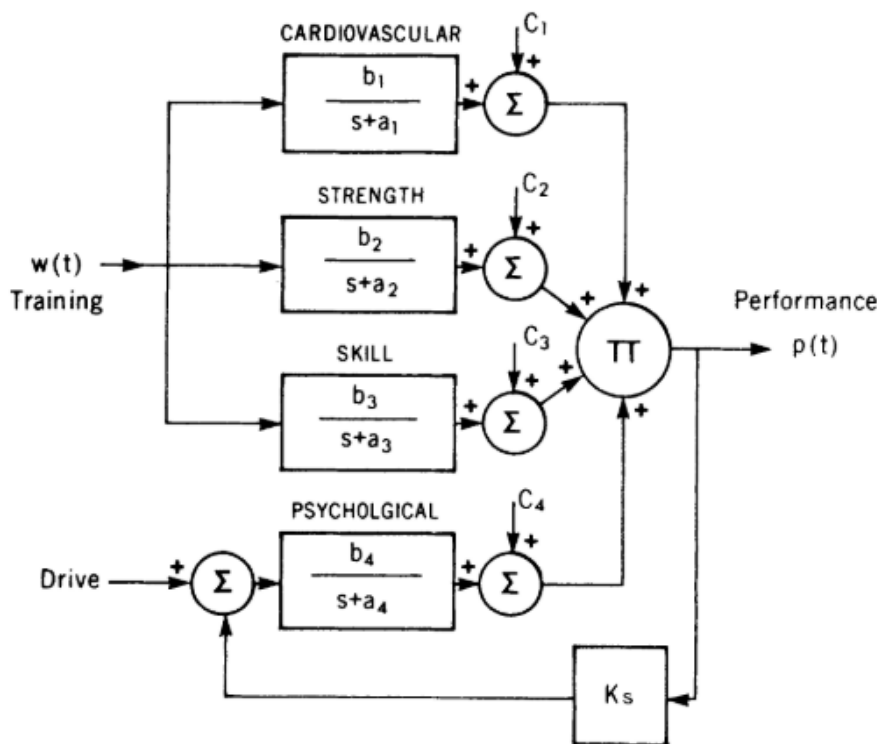 CARDIOVASCULAR
b₁
s+a₁
C₁
+
+
Σ
STRENGTH
b₂
s+a₂
C₂
+
+
Σ
w(t)
Training
SKILL
b₃
s+a₃
C₃
+
+
Σ
+
+
+
+
π
Performance
p(t)
PSYCHOLGICAL
b₄
s+a₄
C₄
+
+
Σ
Drive
+
Σ
Ks